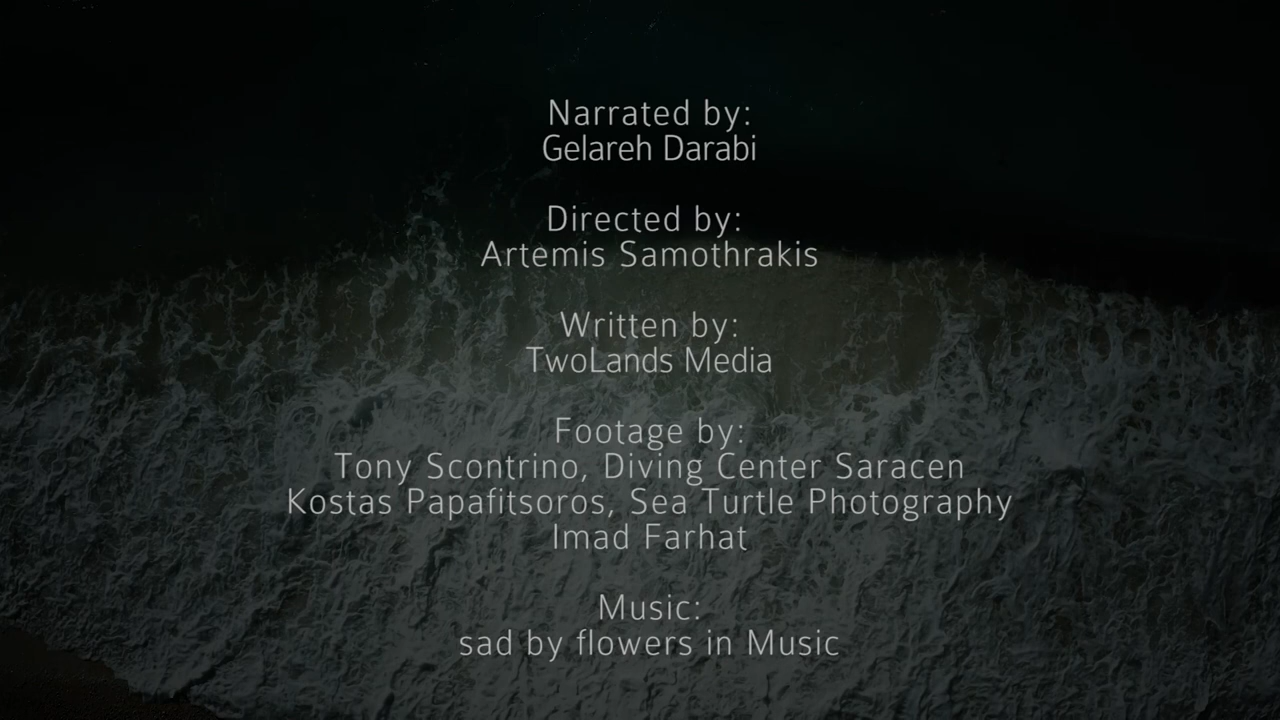 Narrated by:
Gelareh Darabi
Directed by:
Artemis Samothrakis
Written by:
TwoLands Media
Footage by:
Tony Scontrino, Diving Center Saracen
Kostas Papafitsoros, Sea Turtle Photography
Imad Farhat
Music:
sad by flowers in Music